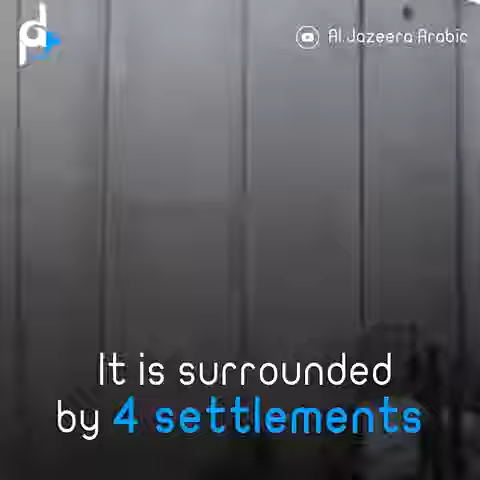 Al Jazeera Arabic
It is surrounded
by 4 settlements